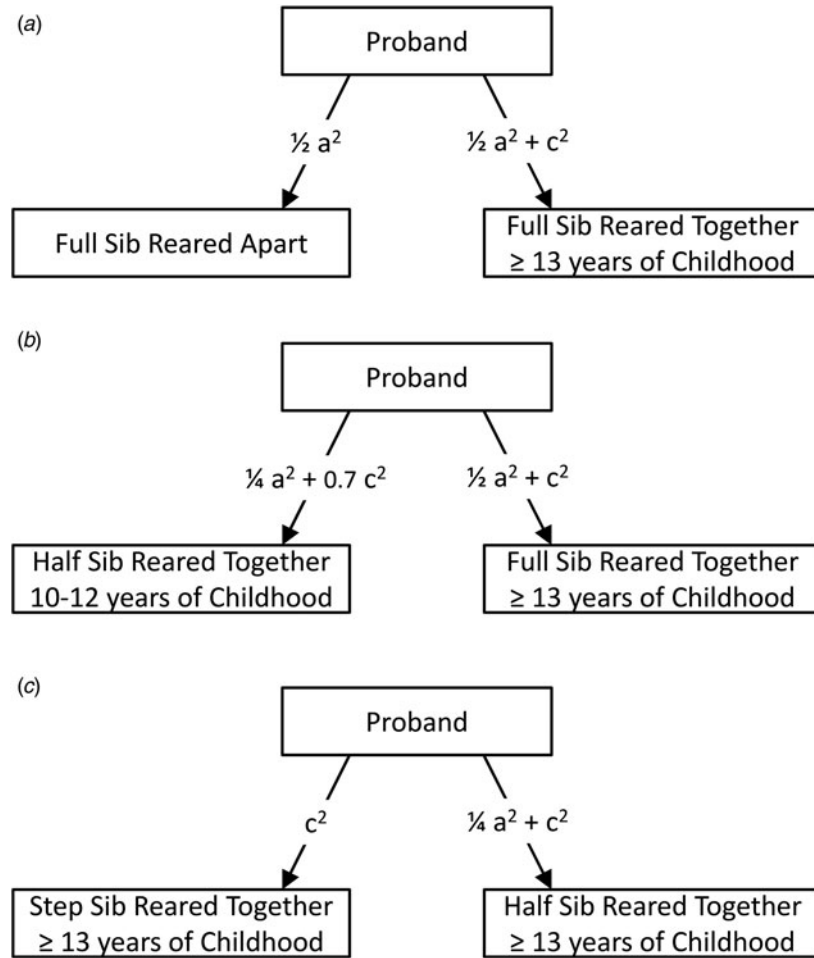 (a)
Proband
½ a²
½ a² + c²
Full Sib Reared Apart
Full Sib Reared Together
≥ 13 years of Childhood
(b)
Proband
¼ a² + 0.7 c²
½ a² + c²
Half Sib Reared Together
10-12 years of Childhood
Full Sib Reared Together
≥ 13 years of Childhood
(c)
Proband
c²
¼ a² + c²
Step Sib Reared Together
≥ 13 years of Childhood
Half Sib Reared Together
≥ 13 years of Childhood